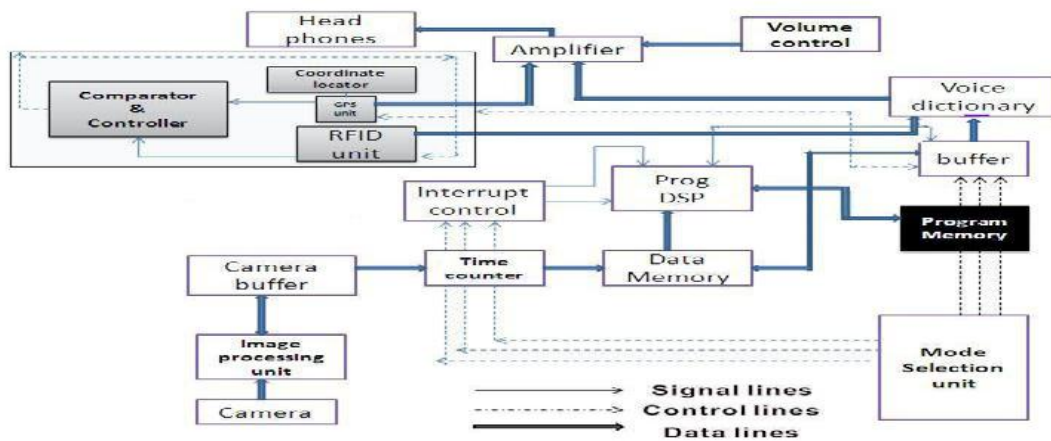 Head
phones
Amplifier
Volume
control
Coordinate
locator
Comparator
&
Controller
GPS
unit
RFID
unit
Voice
dictionary
buffer
Interrupt
control
Prog
DSP
Program
Memory
Camera
buffer
Time
counter
Data
Memory
Image
processing
unit
Mode
Selection
unit
Camera
Signal lines
Control lines
Data lines